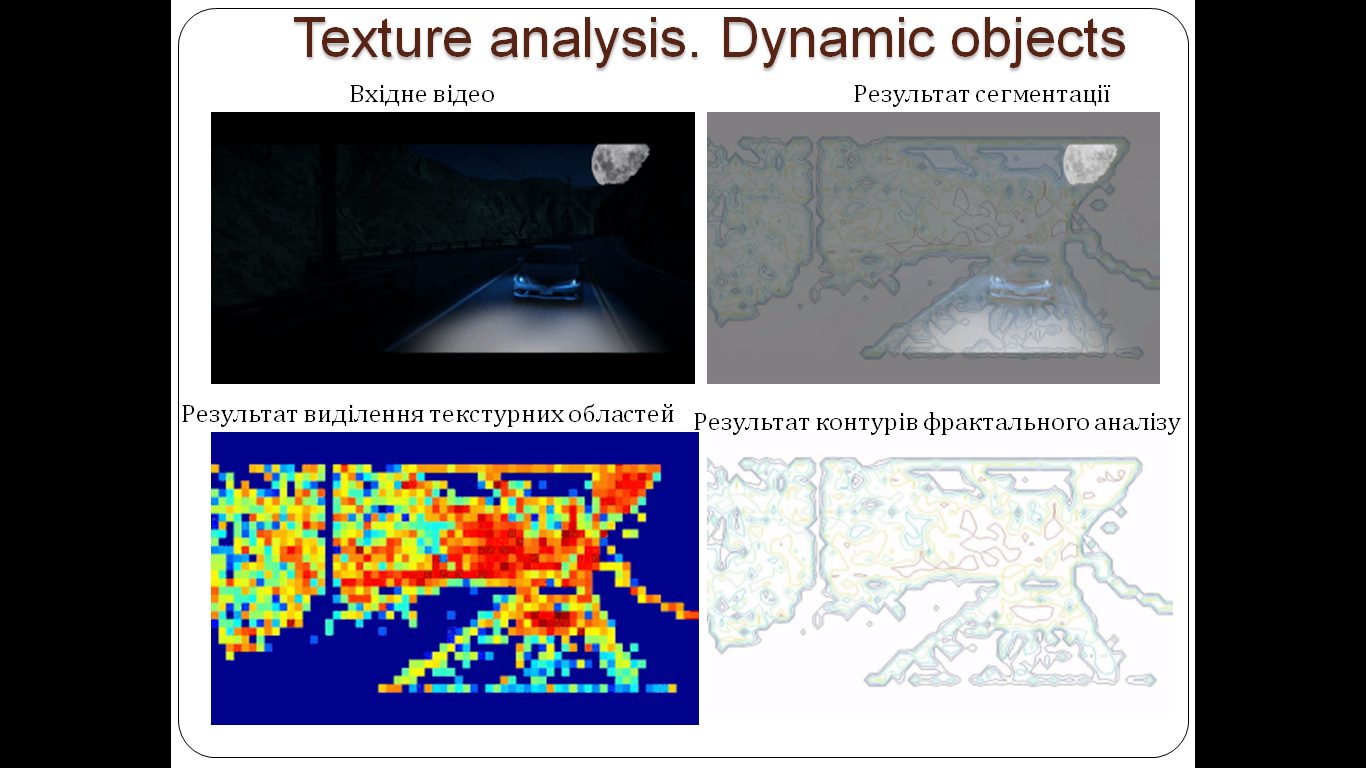 Texture analysis. Dynamic objects
Вхідне відео
Результат сегментації
Результат виділення текстурних областей
Результат контурів фрактального аналізу